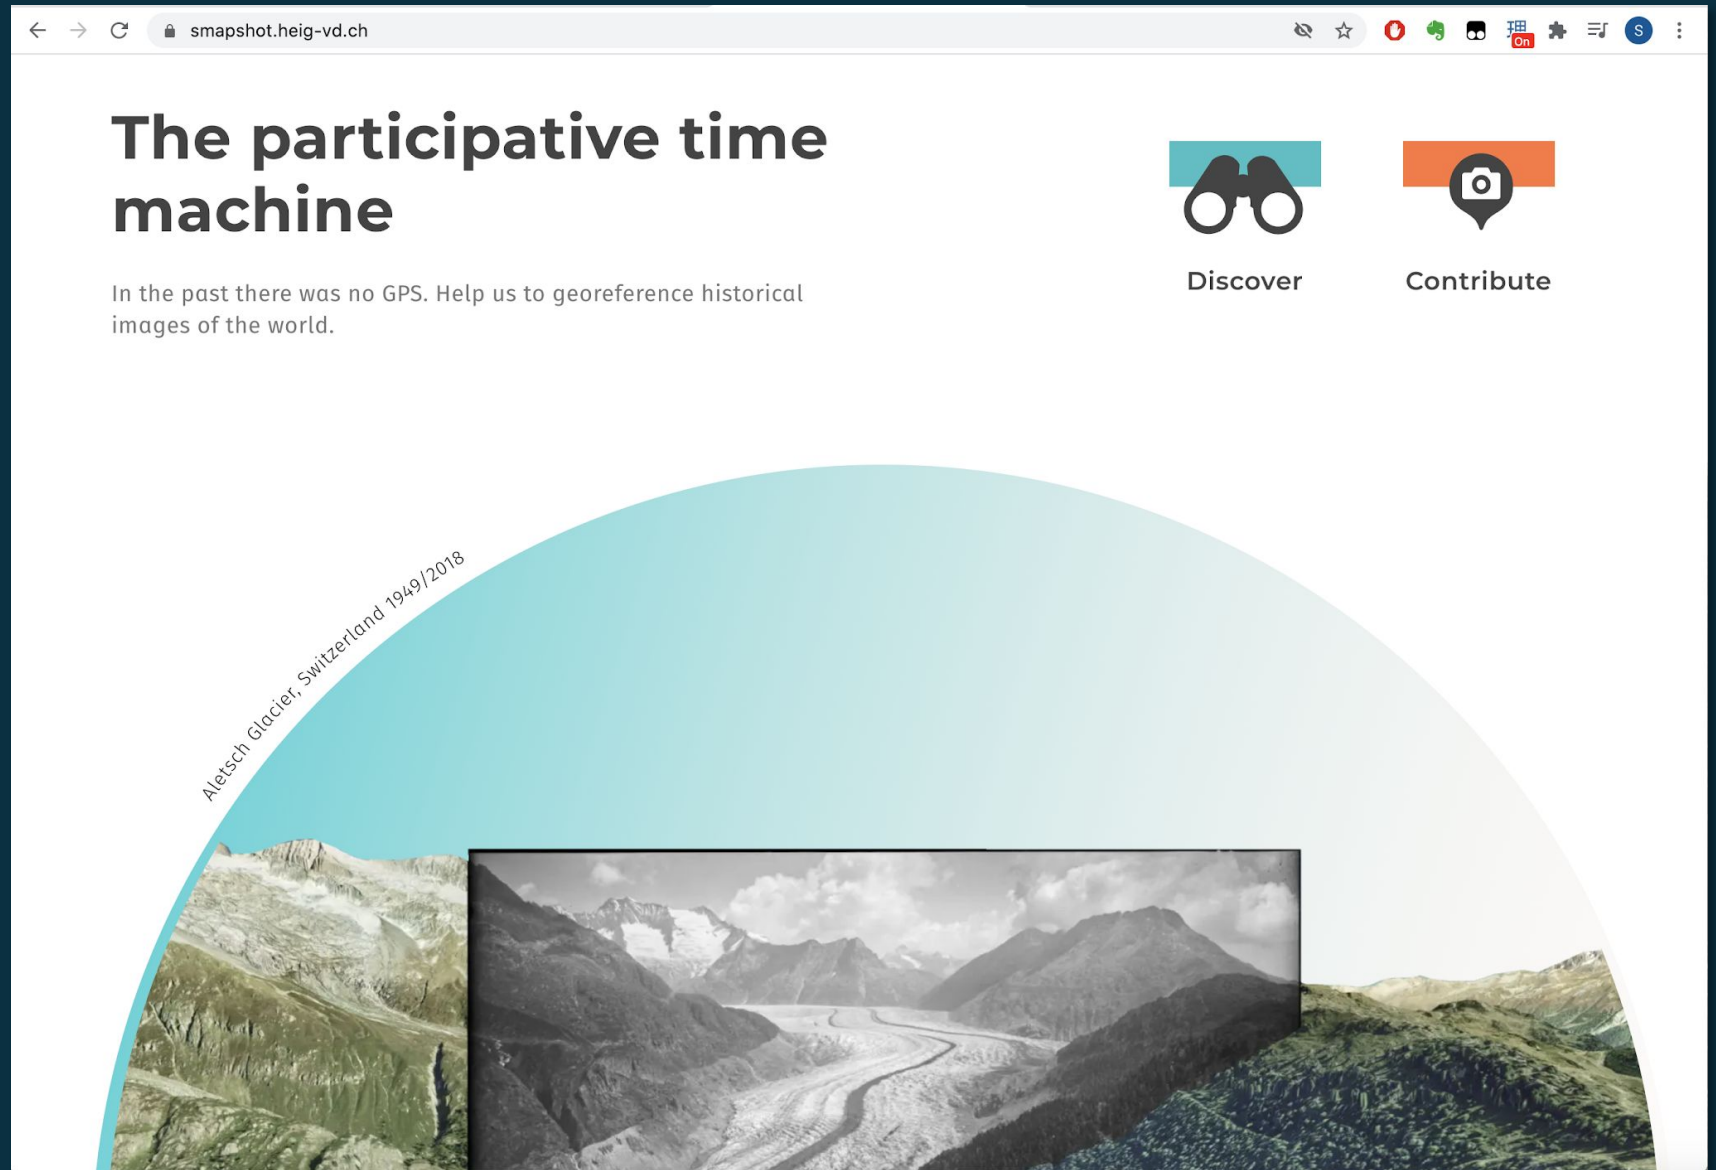 smapshot.heig-vd.ch
On
S
The participative time
machine
In the past there was no GPS. Help us to georeference historical
images of the world.
Discover
Contribute
Aletsch Glacier, Switzerland 1949/2018